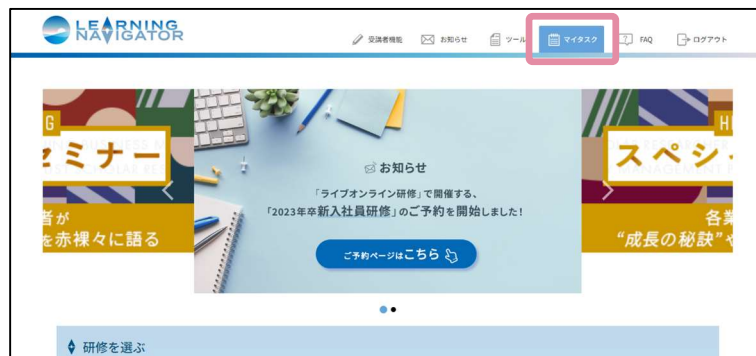 LEARNING
NAVIGATOR
受講者機能 お知らせ ツール マイタスク FAQ ログアウト
G
セミナー
者が
を赤裸々に語る
お知らせ
「ライブオンライン研修」で開催する、
「2023年卒新入社員研修」のご予約を開始しました!
ご予約ページはこちら
スペシ
各業
“成長の秘訣”や
研修を選ぶ